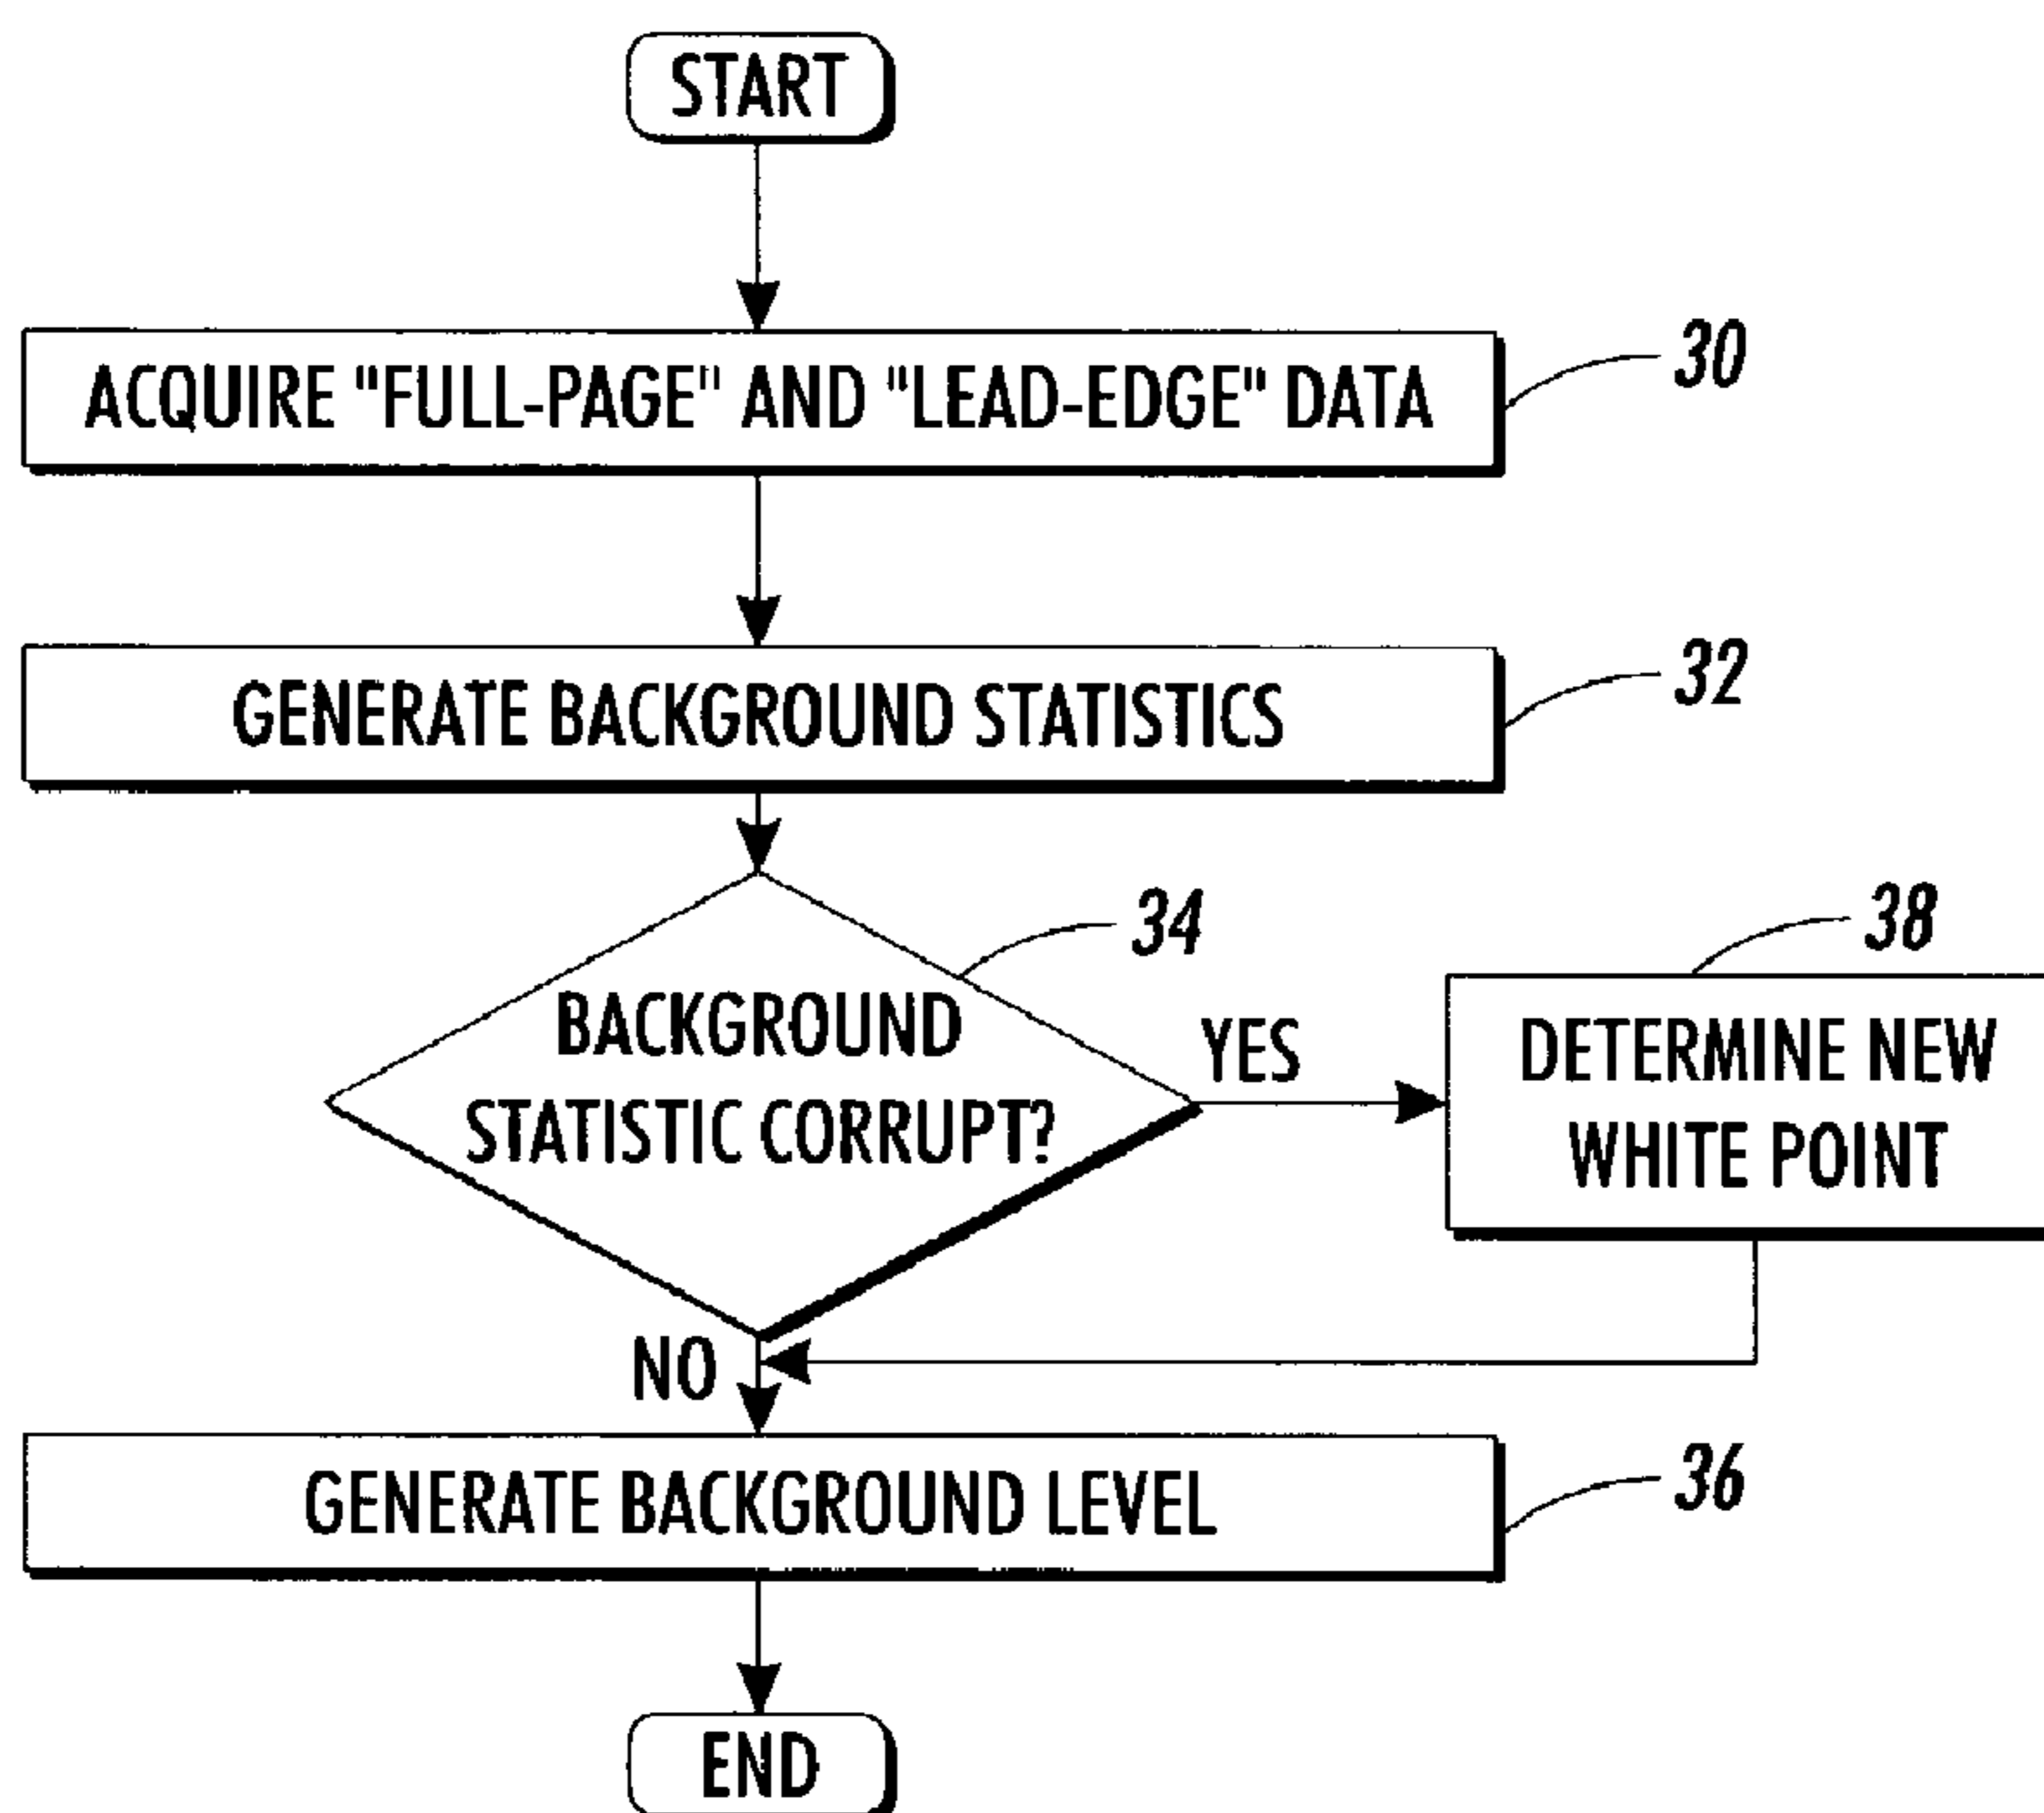 START
ACQUIRE "FULL-PAGE" AND "LEAD-EDGE" DATA
30
GENERATE BACKGROUND STATISTICS
32
34
38
BACKGROUND
STATISTIC CORRUPT?
YES
DETERMINE NEW
WHITE POINT
NO
GENERATE BACKGROUND LEVEL
36
END